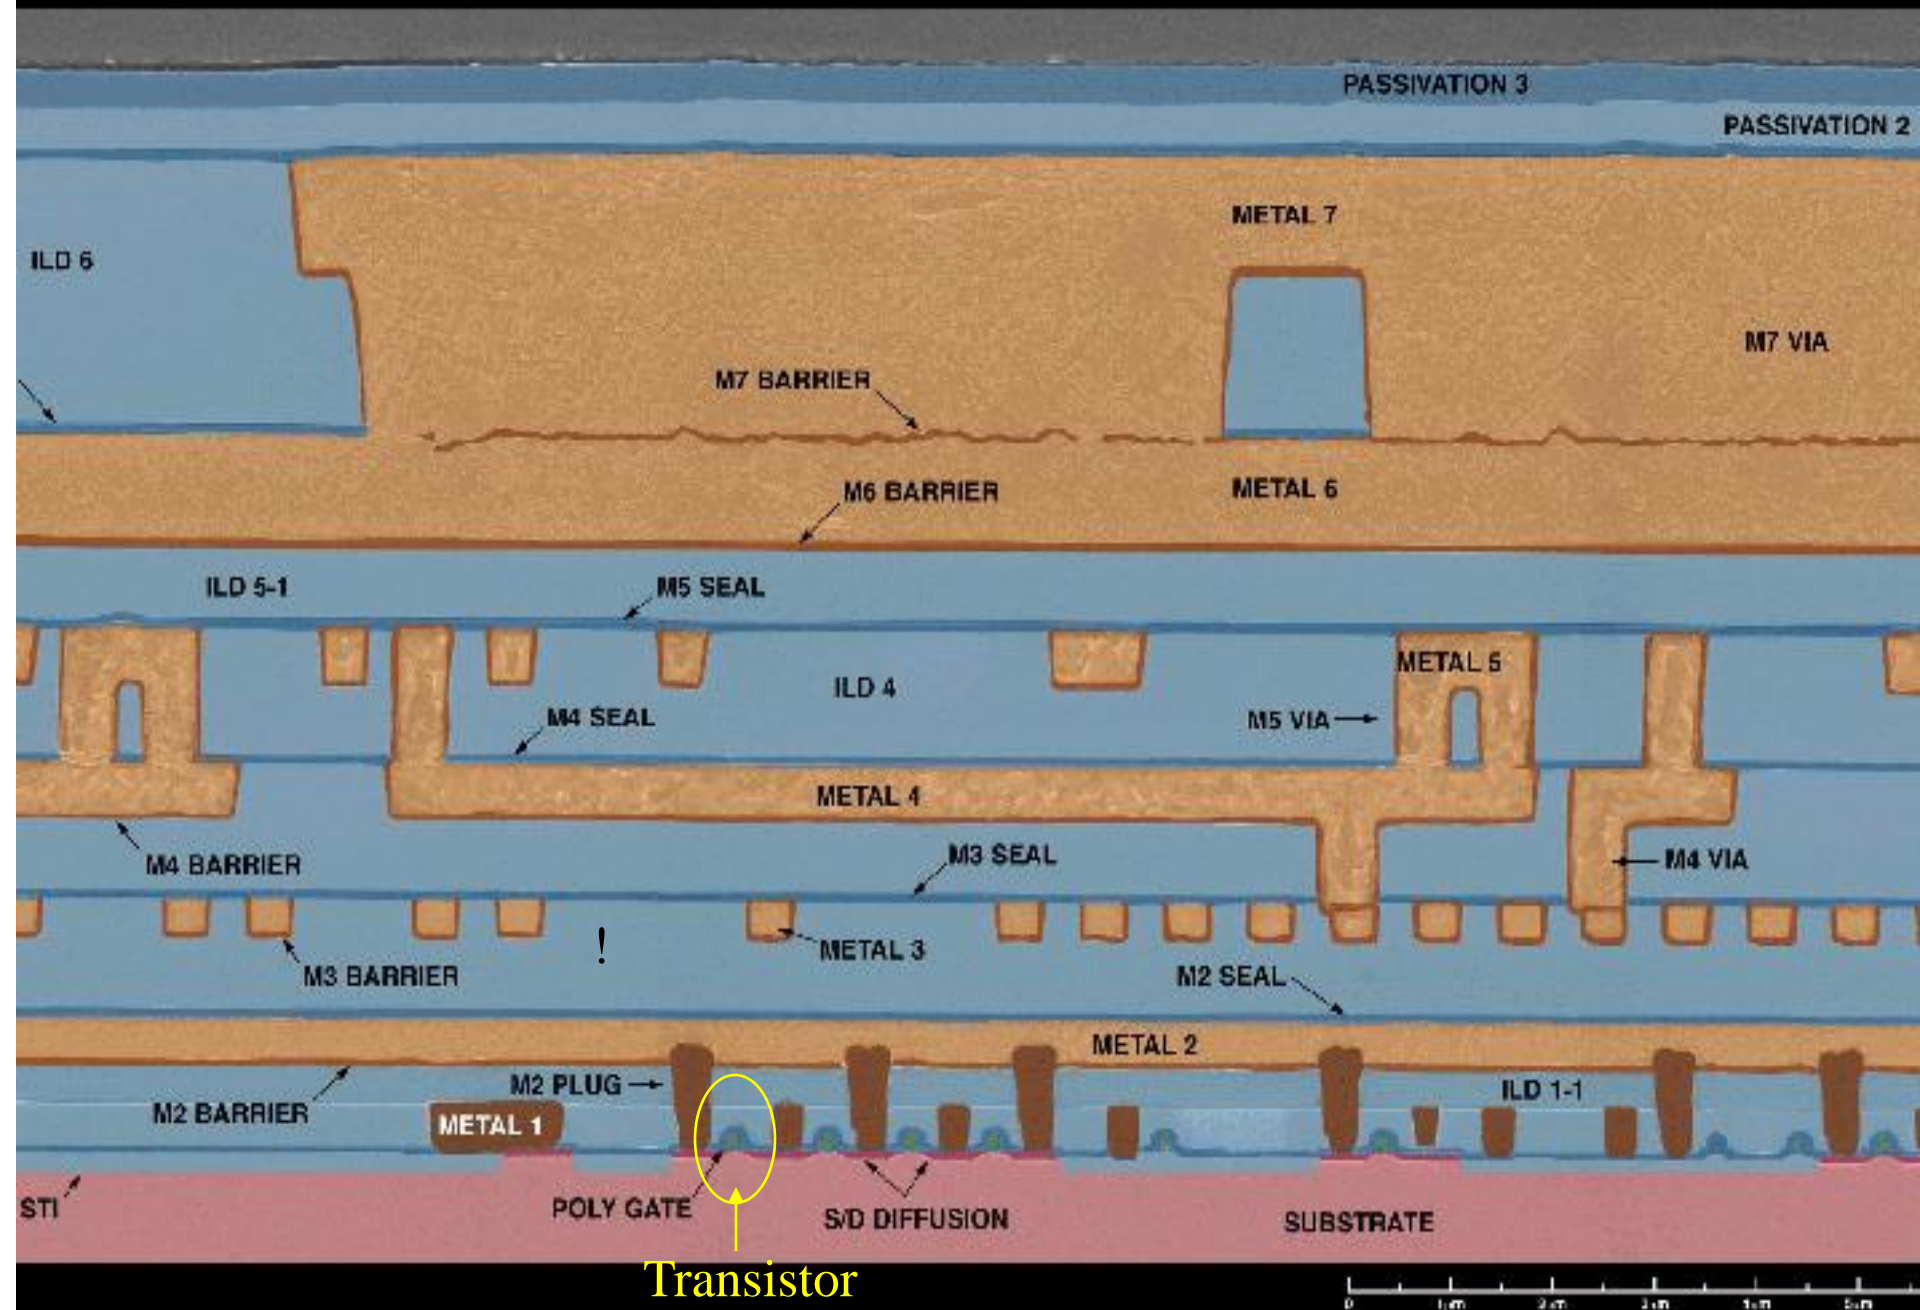 PASSIVATION 3
PASSIVATION 2
METAL 7
ILD 6
M7 VIA
M7 BARRIER
M6 BARRIER
METAL 6
ILD 5-1
M5 SEAL
METAL 5
ILD 4
M4 SEAL
M5 VIA
METAL 4
M4 BARRIER
M3 SEAL
M4 VIA
!
METAL 3
M3 BARRIER
M2 SEAL
METAL 2
M2 PLUG
ILD 1-1
M2 BARRIER
METAL 1
STI
POLY GATE
S/D DIFFUSION
SUBSTRATE
Transistor